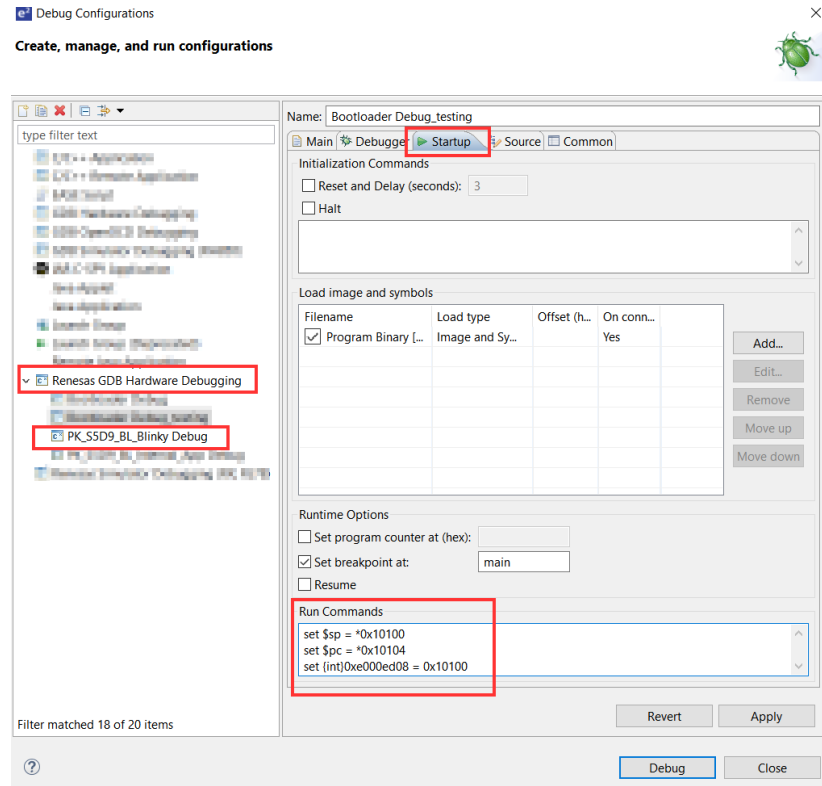 Debug Configurations
Create, manage, and run configurations
type filter text
Renesas GDB Hardware Debugging
PK_S5D9_BL_Blinky Debug
Filter matched 18 of 20 items
Name: Bootloader Debug_testing
Main Debugger Startup Source Common
Initialization Commands
Reset and Delay (seconds): 3
Halt
Load image and symbols
Filename Load type Offset (h... On conn...
Program Binary [... Image and Sy... Yes
Add...
Edit...
Remove
Move up
Move down
Runtime Options
Set program counter at (hex):
Set breakpoint at: main
Resume
Run Commands
set $sp = *0x10100
set $pc = *0x10104
set {int}0xe000ed08 = 0x10100
Revert Apply
Debug Close